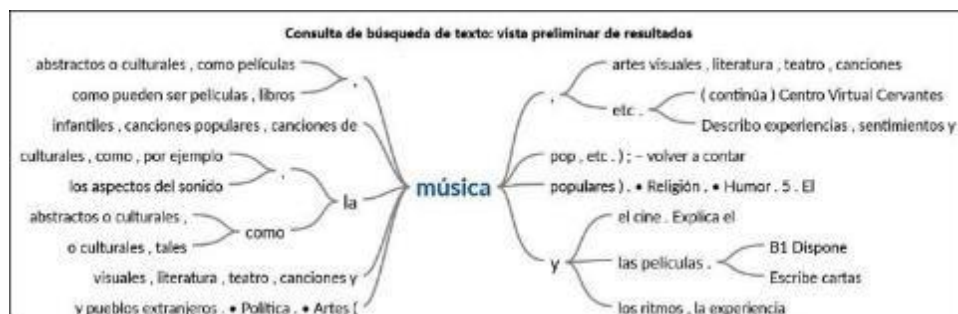 Consulta de búsqueda de texto: vista preliminar de resultados
abstractos o culturales , como películas
como pueden ser películas , libros
,
infantiles , canciones populares , canciones de
culturales , como , por ejemplo
los aspectos del sonido
,
abstractos o culturales ,
o culturales , tales
como
la
visuales , literatura , teatro , canciones y
y pueblos extranjeros . • Política . • Artes (
música
,
artes visuales , literatura , teatro , canciones
etc .
( continúa ) Centro Virtual Cervantes
Describo experiencias , sentimientos y
pop , etc . ) ; – volver a contar
populares ) . • Religión . • Humor . 5 . El
y
el cine . Explica el
las películas .
B1 Dispone
Escribe cartas
los ritmos , la experiencia